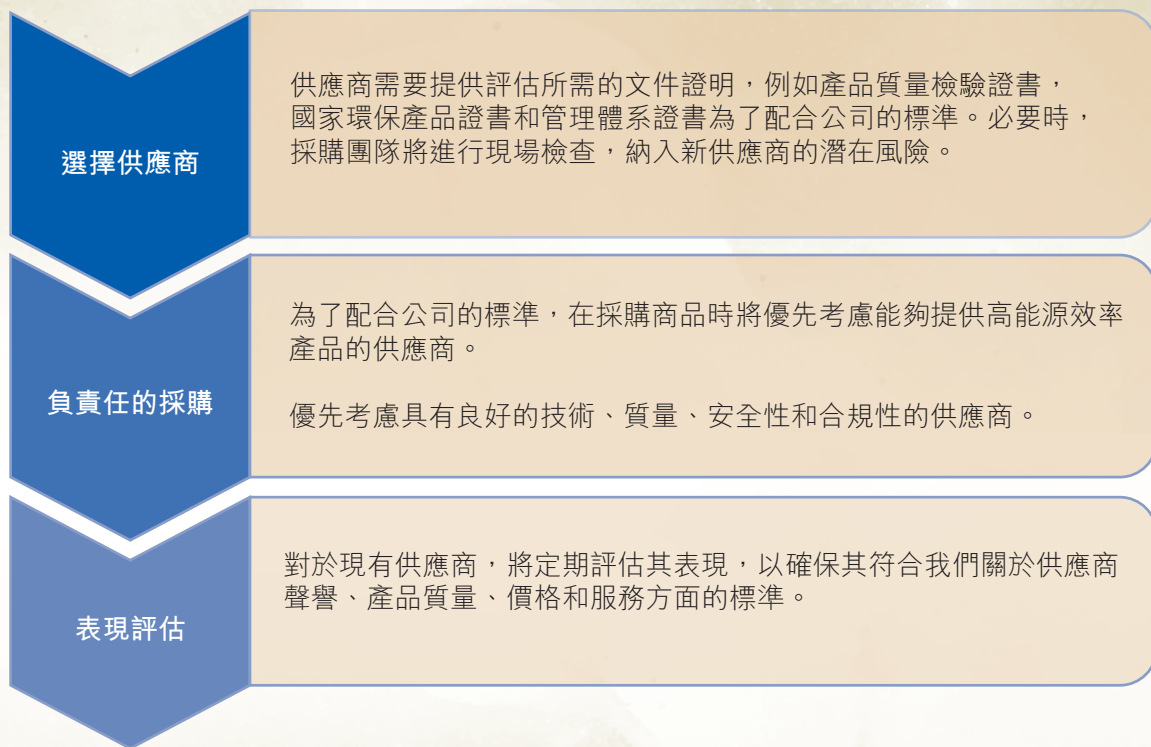 選擇供應商
供應商需要提供評估所需的文件證明，例如產品質量檢驗證書，
國家環保產品證書和管理體系證書為了配合公司的標準。必要時，
採購團隊將進行現場檢查，納入新供應商的潛在風險。
負責任的採購
為了配合公司的標準，在採購商品時將優先考慮能夠提供高能源效率
產品的供應商。
優先考慮具有良好的技術、質量、安全性和合規性的供應商。
表現評估
對於現有供應商，將定期評估其表現，以確保其符合我們關於供應商
聲譽、產品質量、價格和服務方面的標準。